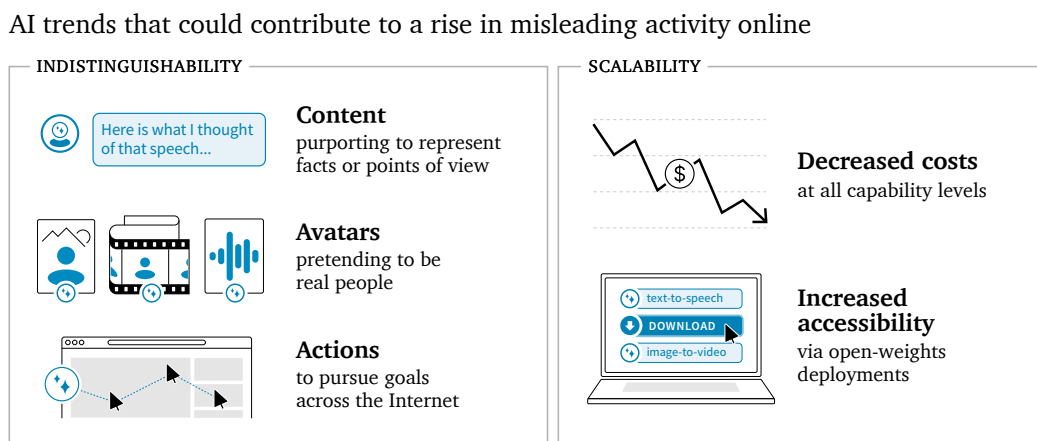 AI trends that could contribute to a rise in misleading activity online
INDISTINGUISHABILITY
Here is what I thought
of that speech...
Content
purporting to represent
facts or points of view
Avatars
pretending to be
real people
Actions
to pursue goals
across the Internet
SCALABILITY
$
Decreased costs
at all capability levels
text-to-speech
DOWNLOAD
image-to-video
Increased
accessibility
via open-weights
deployments